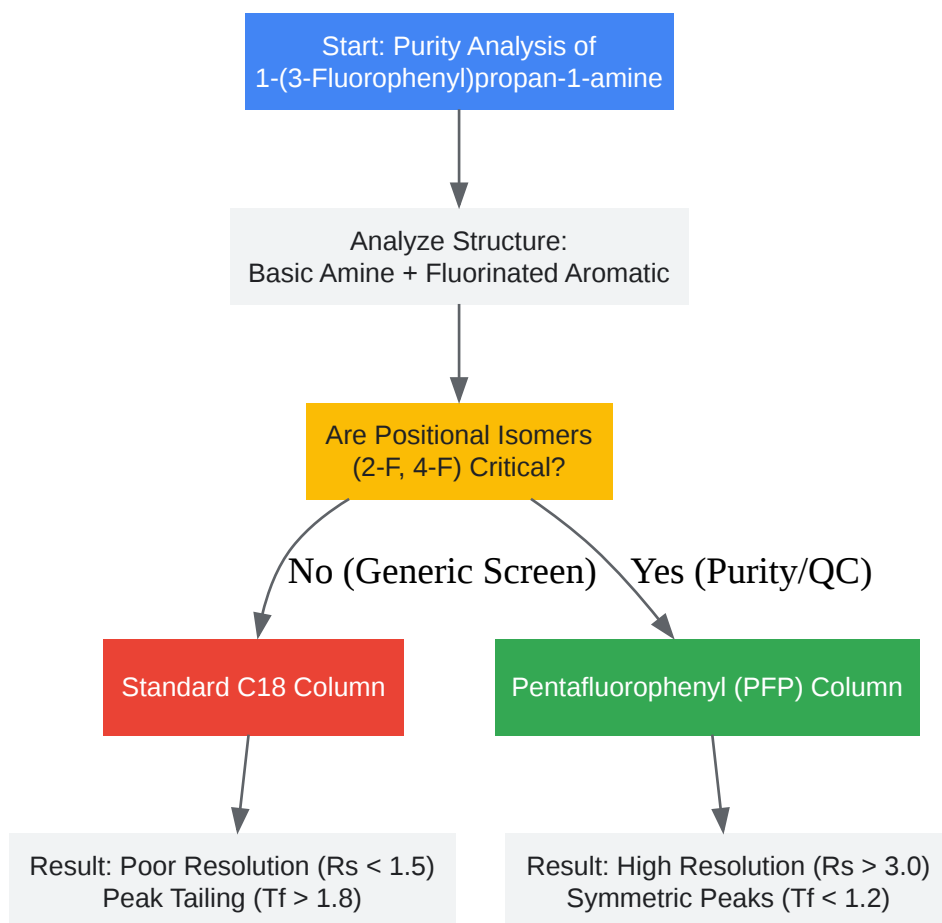 Start: Purity Analysis of
1-(3-Fluorophenyl)propan-1-amine
Analyze Structure:
Basic Amine + Fluorinated Aromatic
Are Positional Isomers
(2-F, 4-F) Critical?
No (Generic Screen)
Yes (Purity/QC)
Standard C18 Column
Pentafluorophenyl (PFP) Column
Result: Poor Resolution (Rs < 1.5)
Peak Tailing (Tf > 1.8)
Result: High Resolution (Rs > 3.0)
Symmetric Peaks (Tf < 1.2)